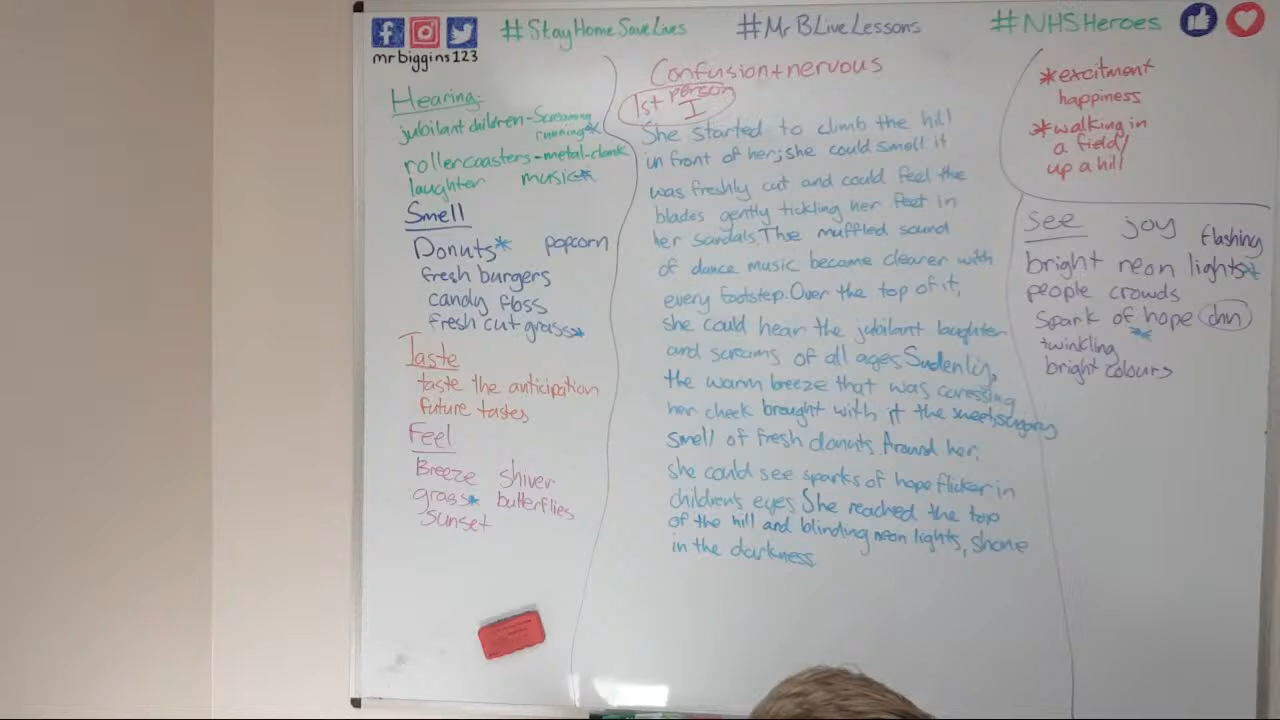 #StayHomeSaveLives
#MrBLiveLessons
#NHSHeroes
mrbiggins123
Hearing:
jubilant children-Screaming
running*
rollercoasters-metal-clank
laughter music*
Smell
Donuts* popcorn
fresh burgers
candy floss
fresh cut grass*
Taste
taste the anticipation
future tastes
Feel
Breeze shiver
grass* butterflies
sunset
Confusion+nervous
1st person
I
She started to climb the hill
in front of her; she could smell it
was freshly cut and could feel the
blades gently tickling her feet in
her sandals. The muffled sound
of dance music became clearer with
every footstep. Over the top of it,
she could hear the jubilant laughter
and screams of all ages. Sudenly,
the warm breeze that was caressing
her cheek brought with it the sweet, sugary
smell of fresh donuts. Around her,
she could see sparks of hope flicker in
children's eyes. She reached the top
of the hill and blinding neon lights, shone
in the darkness.
*excitment
happiness
*walking in
a field/
up a hill
see joy flashing
bright neon lights*
people crowds
Spark of hope chn
*
twinkling
bright colours